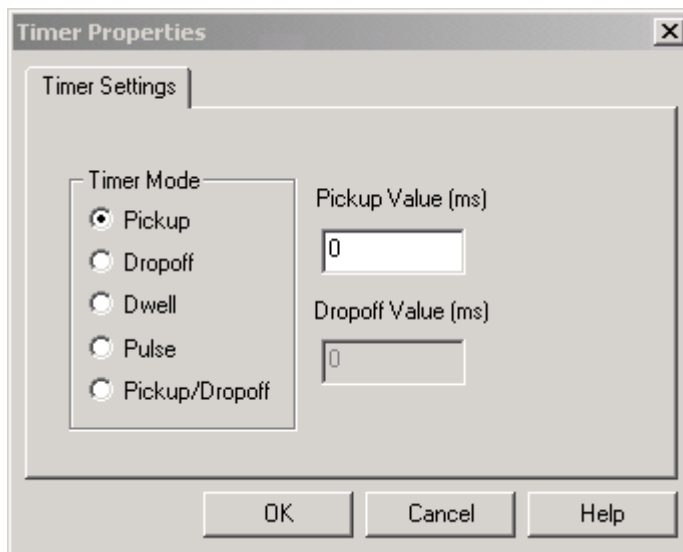 Timer Properties
Timer Settings
Timer Mode
Pickup
Dropoff
Dwell
Pulse
Pickup/Dropoff
Pickup Value (ms)
0
Dropoff Value (ms)
0
OK
Cancel
Help